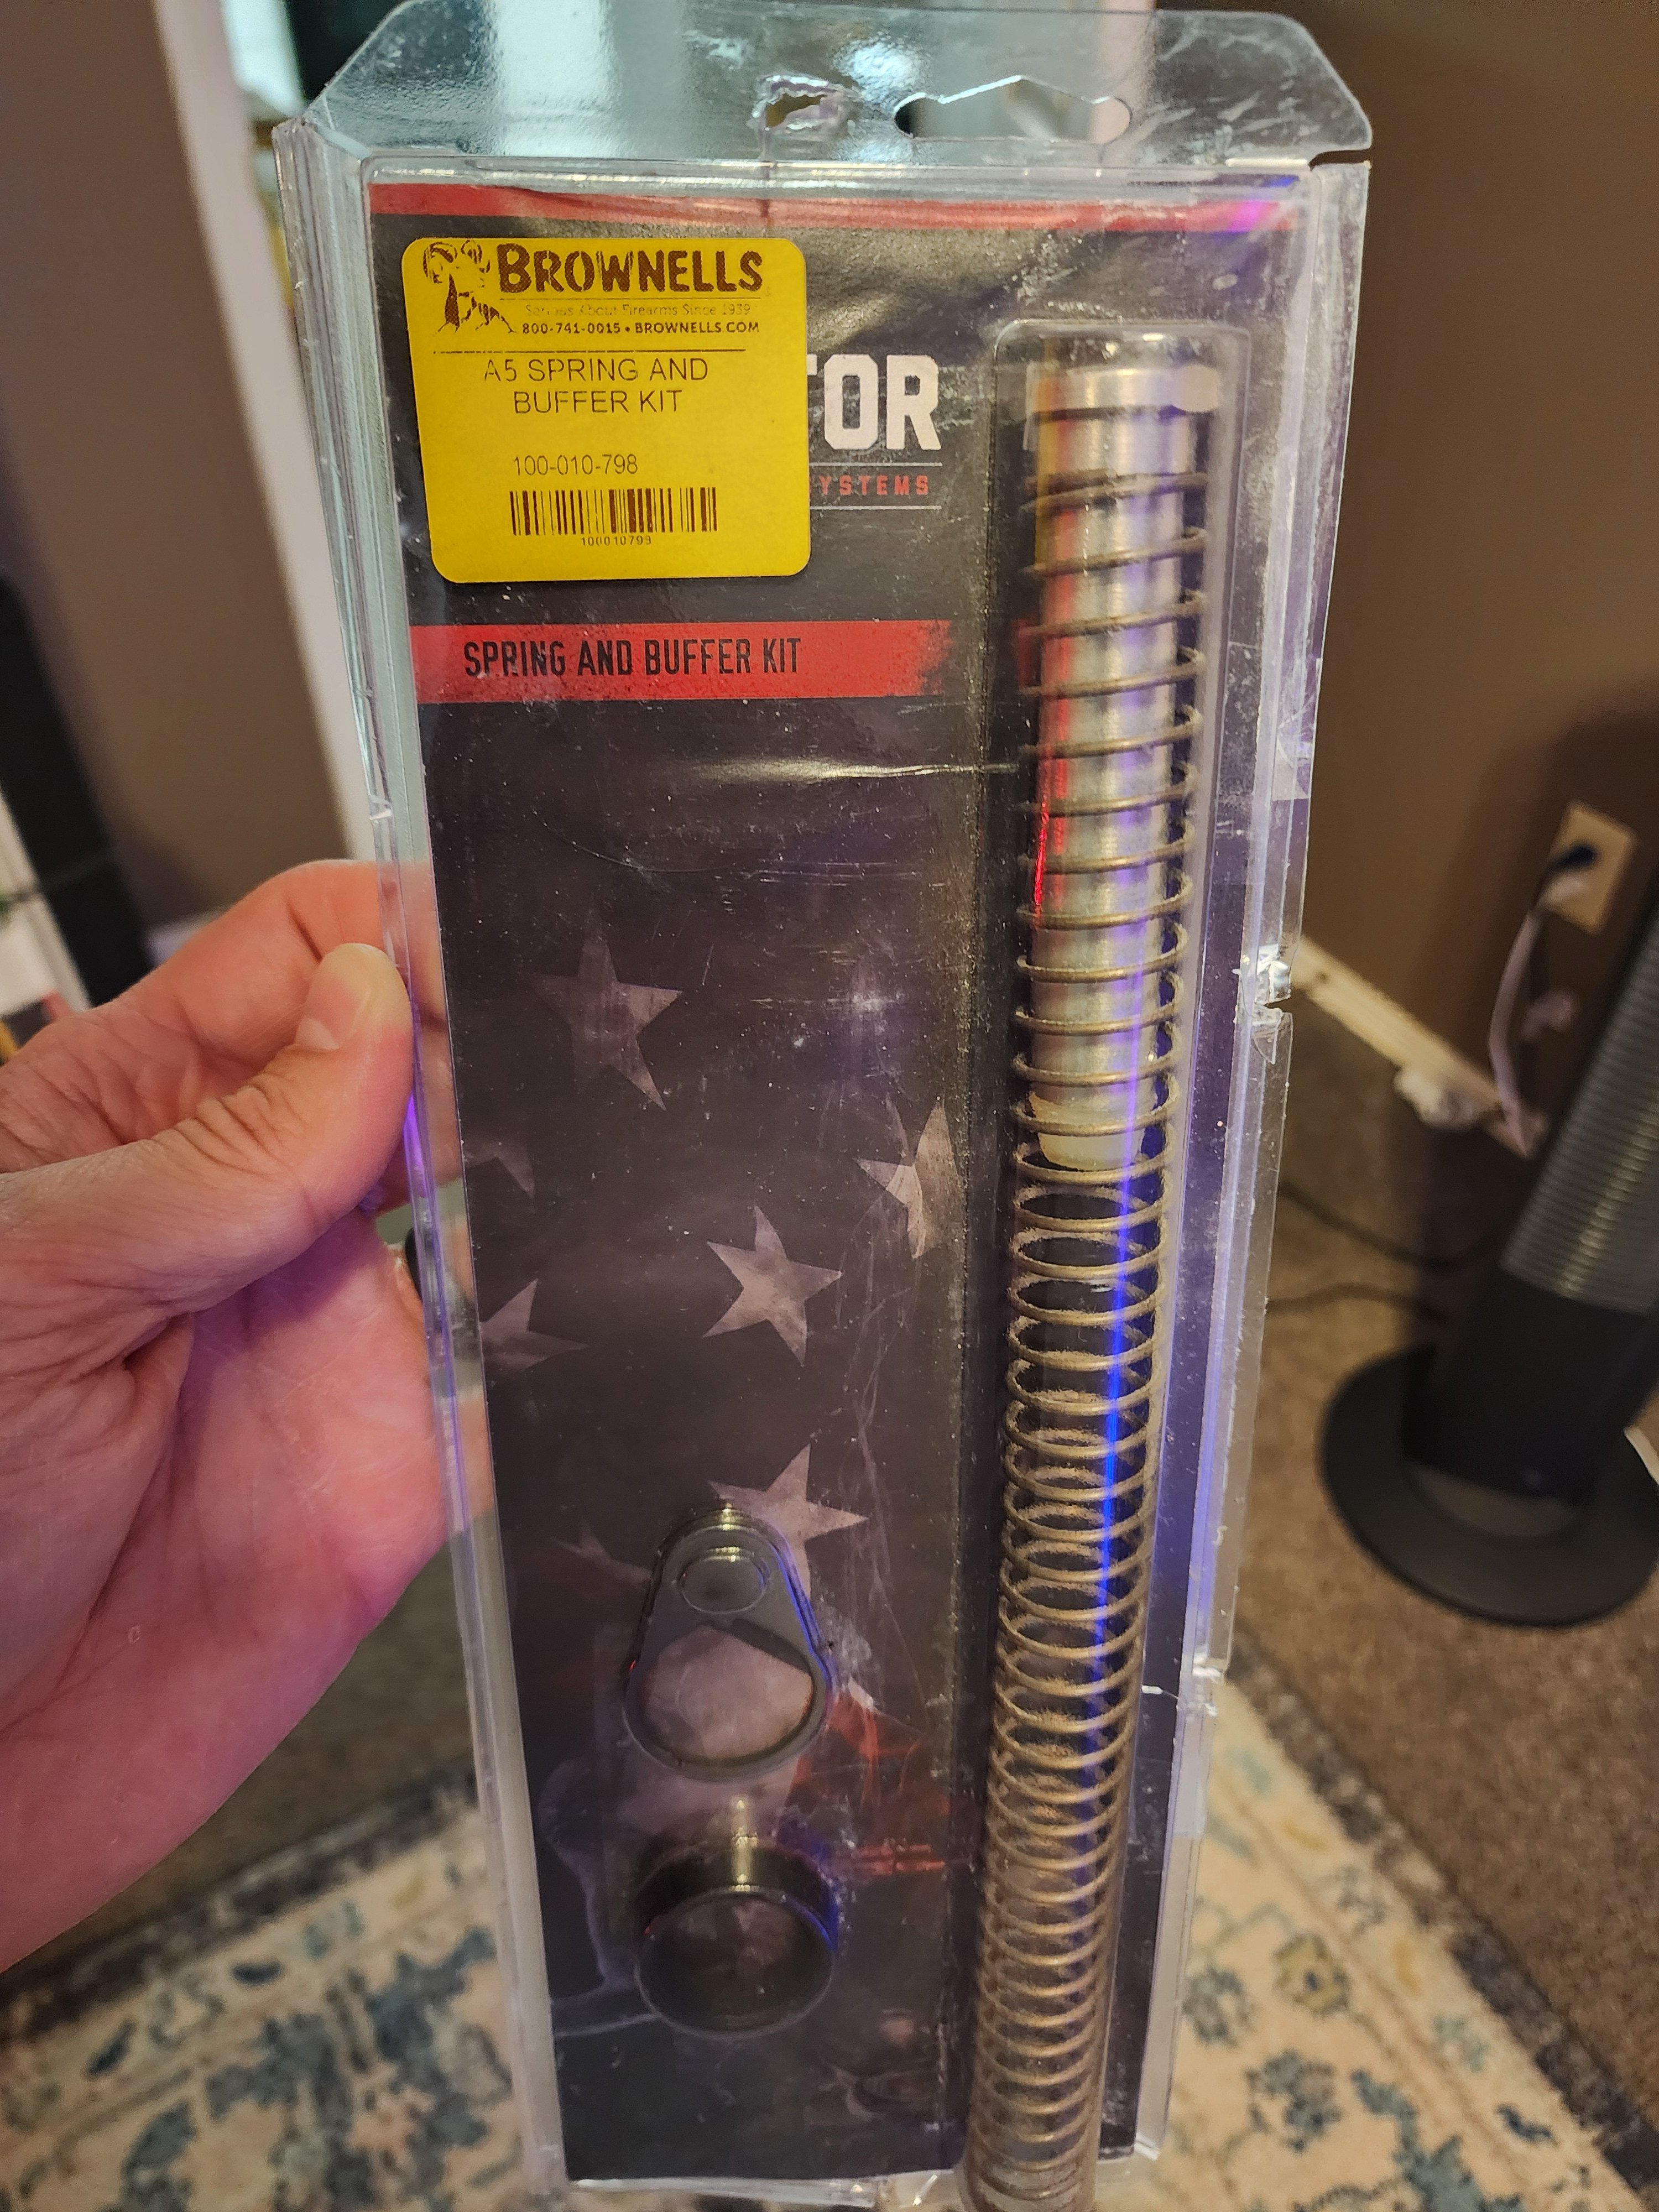 BROWNELLS
Serious About Firearms Since 1939
800-741-0015 • BROWNELLS.COM
A5 SPRING AND
BUFFER KIT
100-010-798
100010798
TOR
YSTEMS
SPRING AND BUFFER KIT